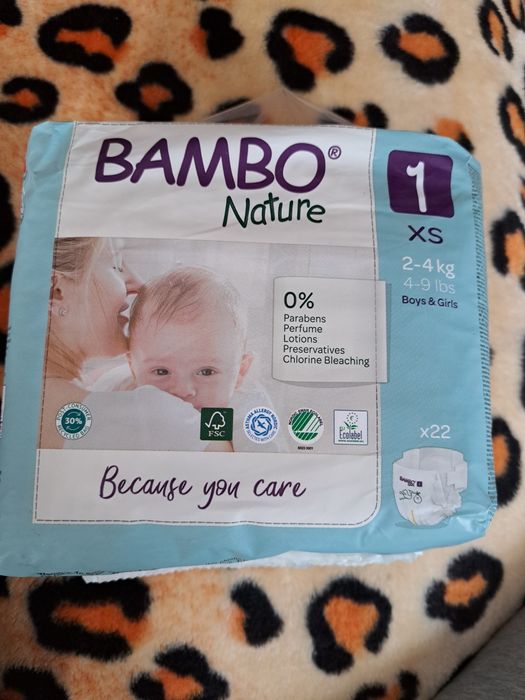 BAMBO®
Nature
1
XS
2-4 kg
4-9 lbs
Boys & Girls
0%
Parabens
Perfume
Lotions
Preservatives
Chlorine Bleaching
30%
FSC
Ecolabel
x22
Because you care
BAMBO